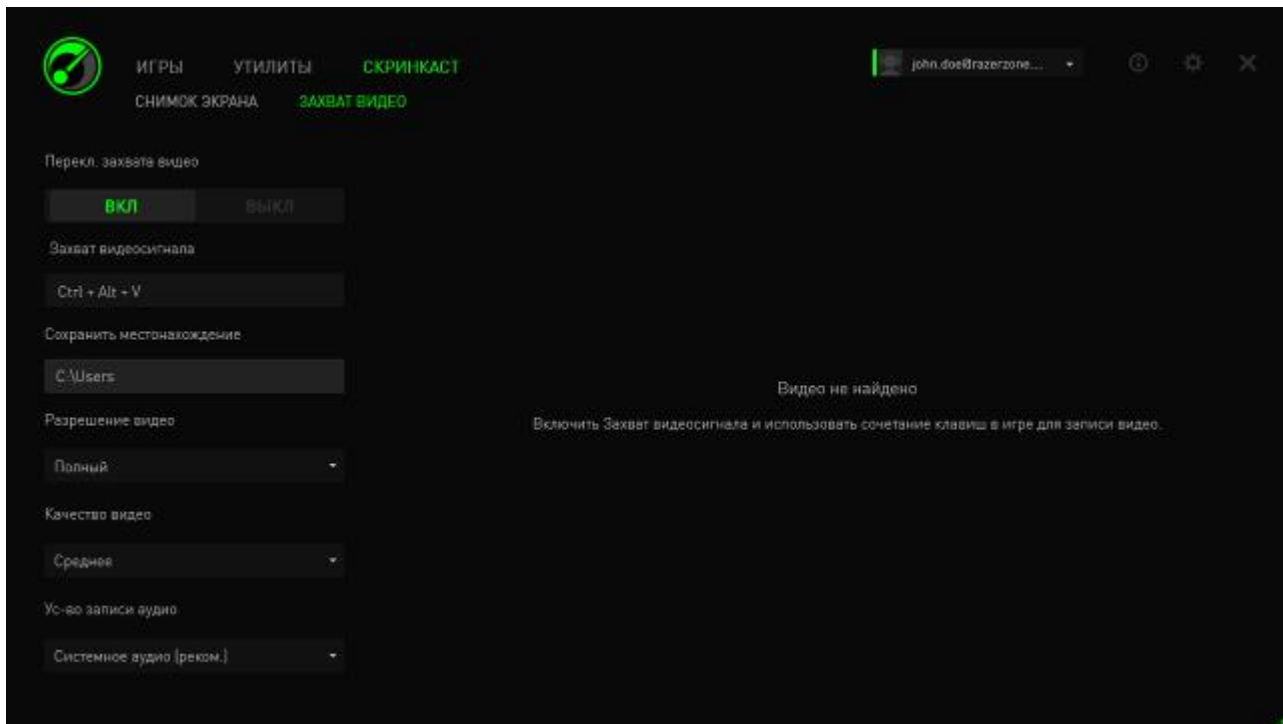 ИГРЫ УТИЛИТЫ СКРИНКАСТ
john.doe@razerzone...
СНИМОК ЭКРАНА ЗАХВАТ ВИДЕО
Перекл. захвата видео
ВКЛ ВЫКЛ
Захват видеосигнала
Ctrl + Alt + V
Сохранить местонахождение
C:\Users
Разрешение видео
Полный
Качество видео
Среднее
Ус-во записи аудио
Системное аудио (реком.)
Видео не найдено
Включить Захват видеосигнала и использовать сочетание клавиш в игре для записи видео.